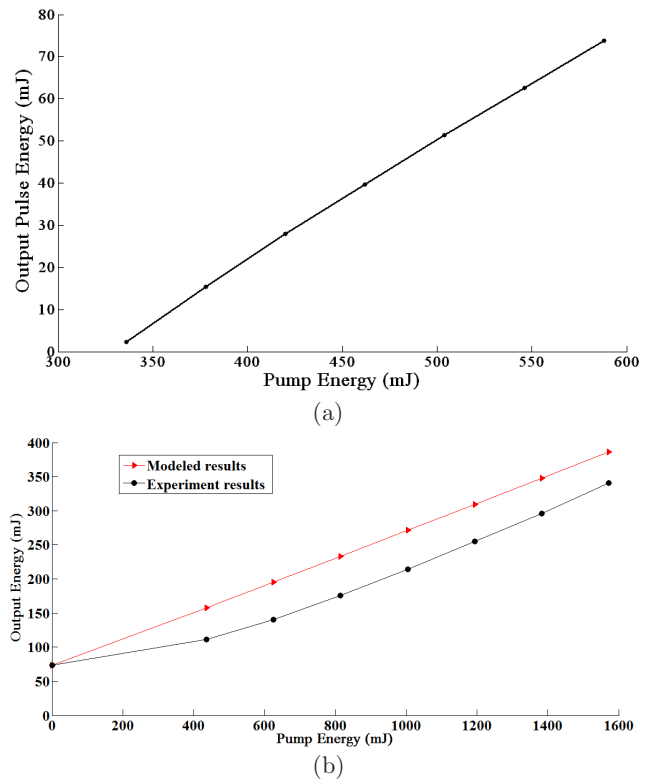 80
70
60
50
40
30
20
10
0
Output Pulse Energy (mJ)
300 350 400 450 500 550 600
Pump Energy (mJ)
(a)
400
350
300
250
200
150
100
50
0
Output Energy (mJ)
Modeled results
Experiment results
0 200 400 600 800 1000 1200 1400 1600
Pump Energy (mJ)
(b)